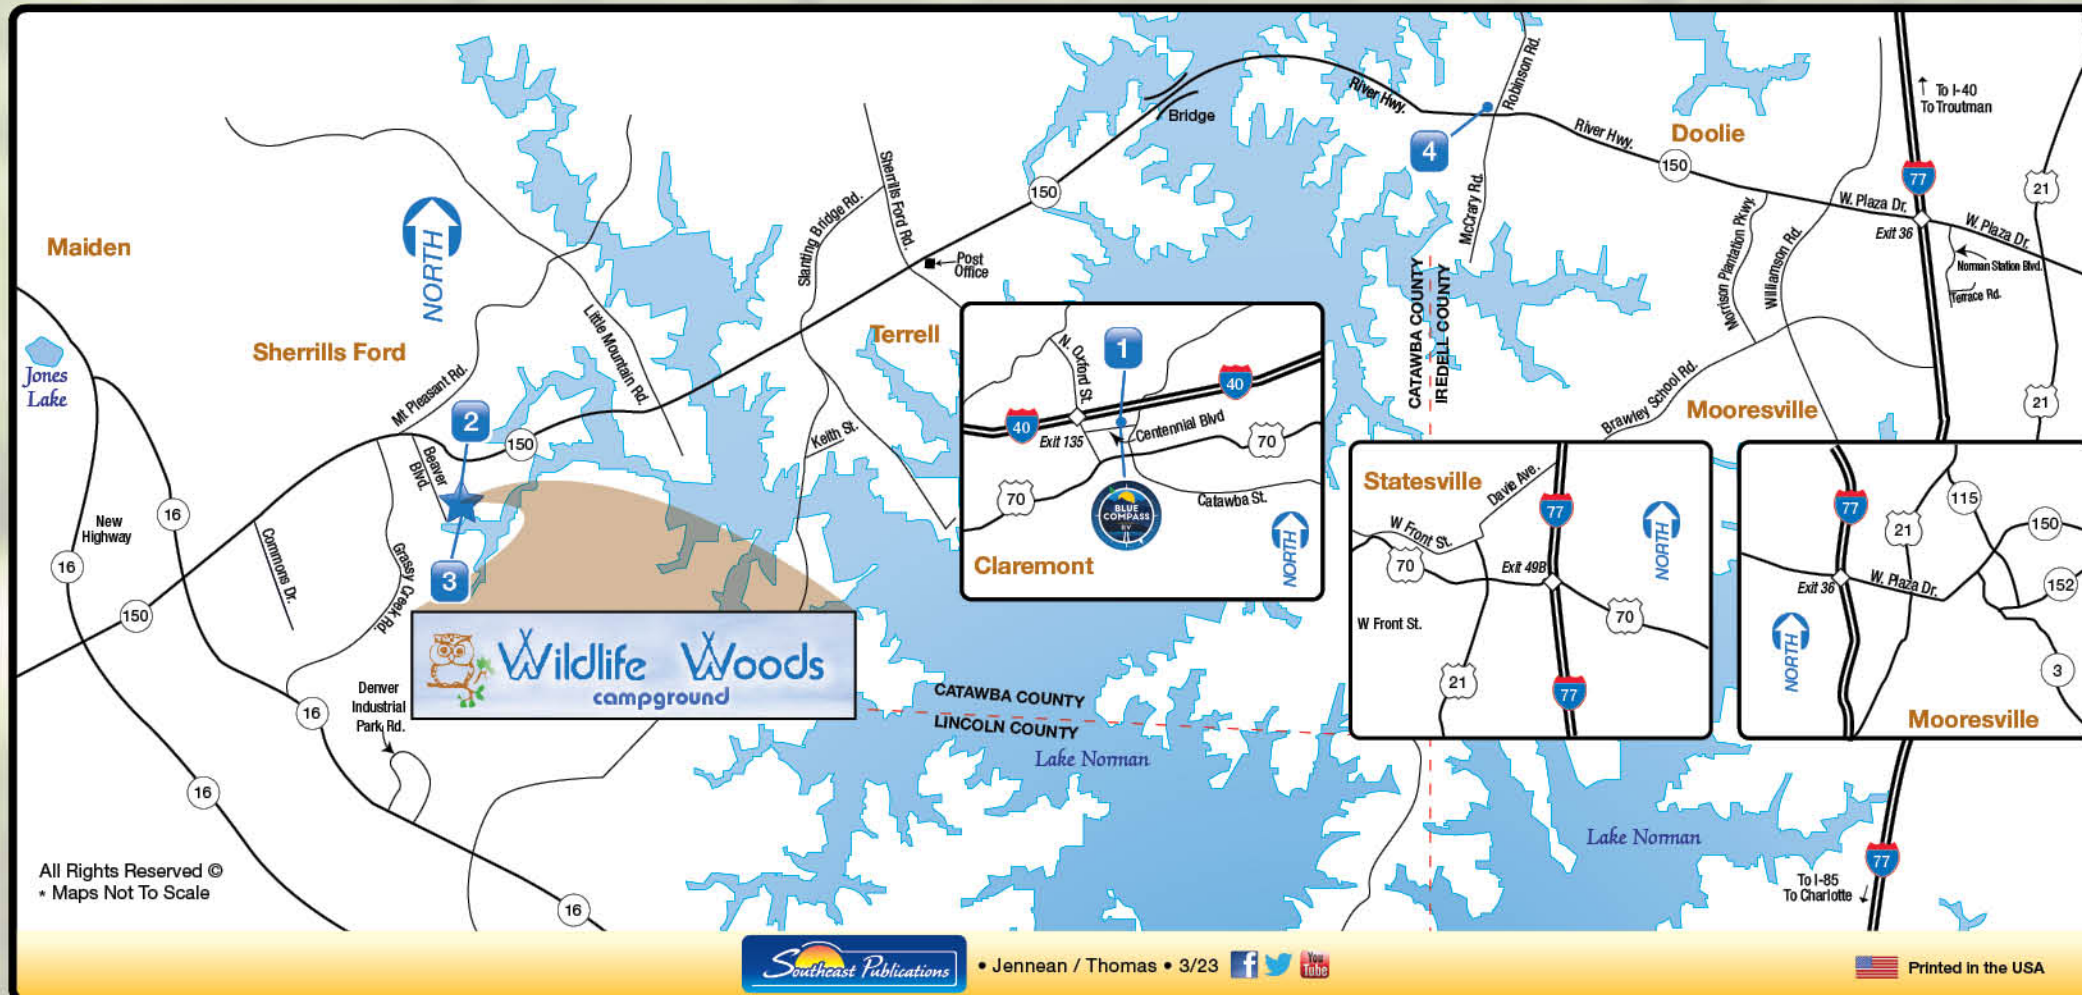 Maiden
Jones
Lake
Sherrills Ford
NORTH
Mt Pleasant Rd.
Little Mountain Rd.
Slanting Bridge Rd.
Sherrills Ford Rd.
Post
Office
Terrell
Keith St.
150
Bridge
River Hwy.
4
Robinson Rd.
McCrary Rd.
River Hwy.
150
Doolie
To I-40
To Troutman
77
21
W. Plaza Dr.
Exit 36
W. Plaza Dr.
Norman Station Blvd.
Terrace Rd.
Morrison Plantation Pkwy.
Williamson Rd.
21
Brawley School Rd.
Mooresville
CATAWBA COUNTY
IREDELL COUNTY
2
150
Beaver
Blvd.
3
New
Highway
16
16
150
Commons Dr.
Grassy Creek Rd.
Wildlife Woods
campground
Denver
Industrial
Park Rd.
16
16
16
N. Oxford St.
1
40
40
Exit 135
Centennial Blvd
70
70
Catawba St.
BLUE
COMPASS
RV
Claremont
NORTH
Statesville
Davie Ave.
W Front St.
70
Exit 49B
77
NORTH
70
W Front St.
21
77
77
21
115
150
152
Exit 36
W. Plaza Dr.
NORTH
3
Mooresville
CATAWBA COUNTY
LINCOLN COUNTY
Lake Norman
Lake Norman
77
To I-85
To Charlotte
All Rights Reserved ©
* Maps Not To Scale
Southeast Publications
• Jennean / Thomas • 3/23
f
You
Tube
Printed in the USA